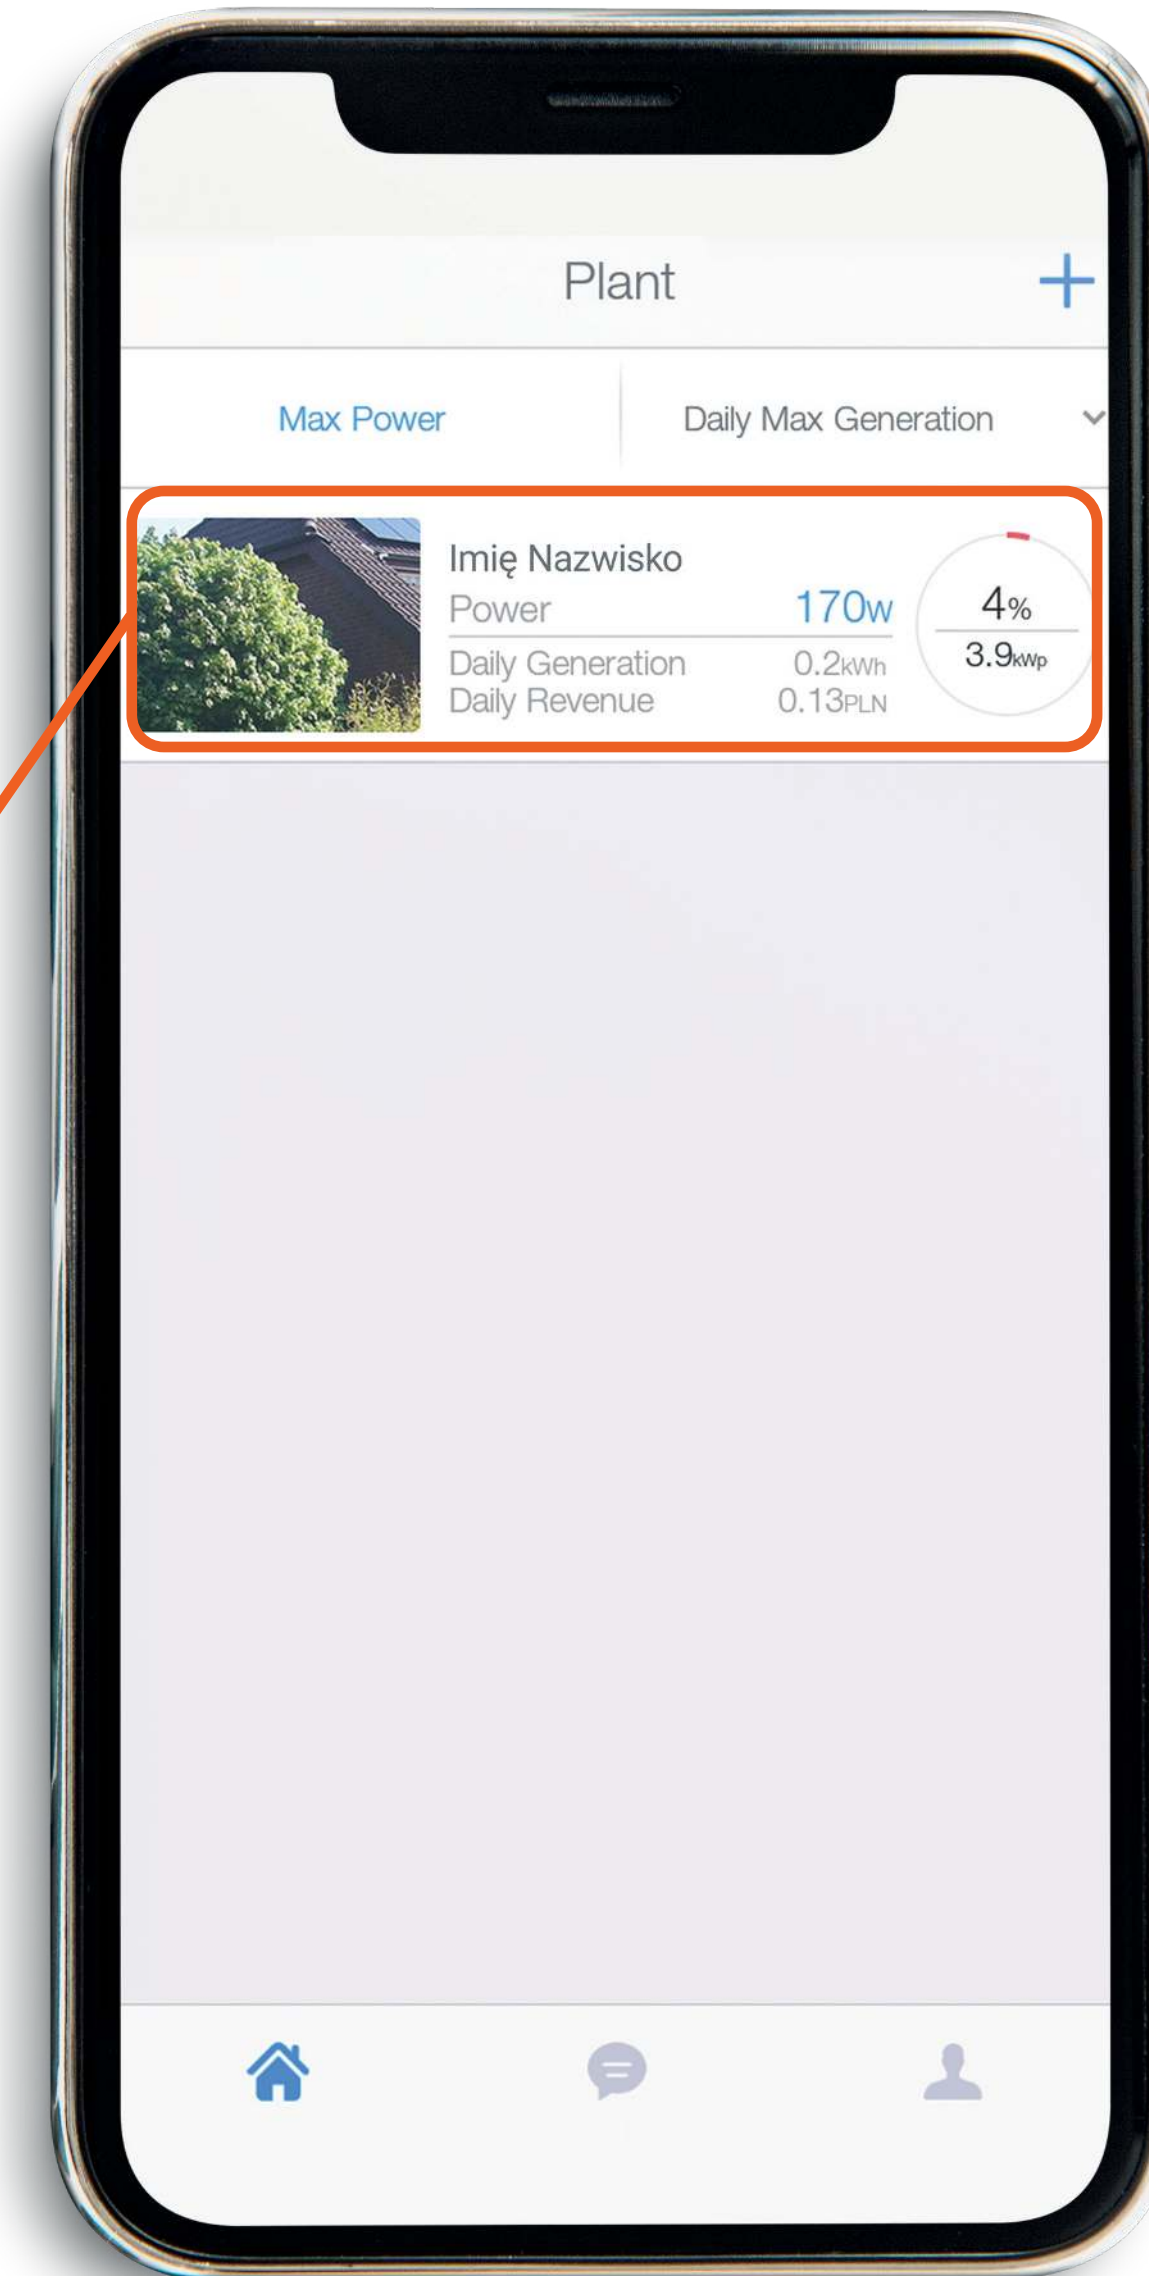 Plant
Max Power
Daily Max Generation
Imię Nazwisko
Power 170W
Daily Generation 0.2kWh
Daily Revenue 0.13PLN
4%
3.9kWp